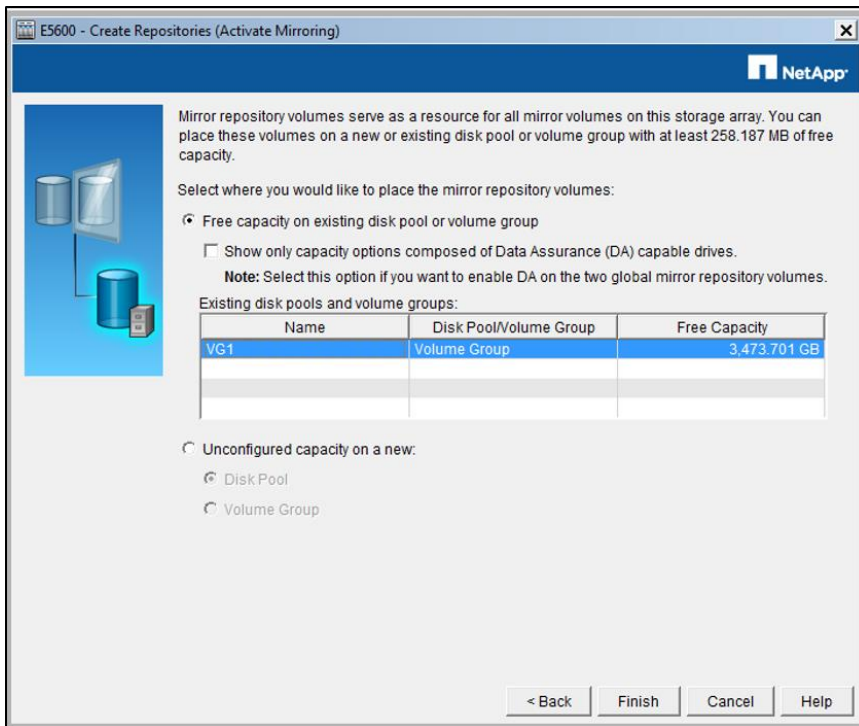 E5600 - Create Repositories (Activate Mirroring)
NetApp
Mirror repository volumes serve as a resource for all mirror volumes on this storage array. You can
place these volumes on a new or existing disk pool or volume group with at least 258.187 MB of free
capacity.
Select where you would like to place the mirror repository volumes:
Free capacity on existing disk pool or volume group
Show only capacity options composed of Data Assurance (DA) capable drives.
Note: Select this option if you want to enable DA on the two global mirror repository volumes.
Existing disk pools and volume groups:
Name Disk Pool/Volume Group Free Capacity
VG1 Volume Group 3,473.701 GB
Unconfigured capacity on a new:
Disk Pool
Volume Group
< Back Finish Cancel Help